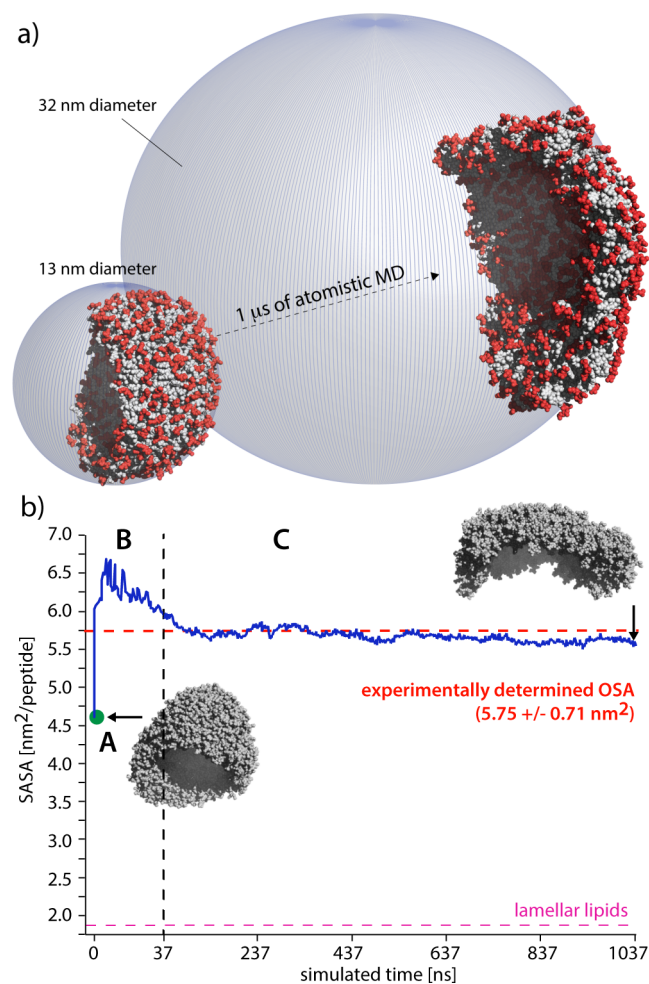 a)
32 nm diameter
13 nm diameter
1 μs of atomistic MD
b)
7.0
6.5
6.0
5.5
5.0
4.5
4.0
3.5
3.0
2.5
2.0
SASA [nm2/peptide]
B
C
A
experimentally determined OSA
(5.75 +/- 0.71 nm2)
lamellar lipids
0
37
237
437
637
837
1037
simulated time [ns]